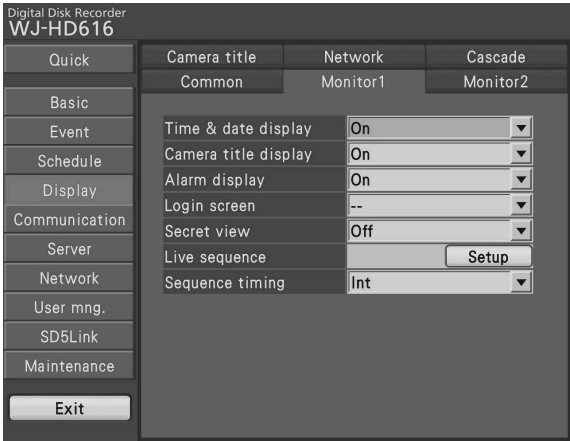 Digital Disk Recorder
WJ-HD616
Quick
Basic
Event
Schedule
Display
Communication
Server
Network
User mng.
SD5Link
Maintenance
Exit
Camera title Network Cascade
Common Monitor1 Monitor2
Time & date display On
Camera title display On
Alarm display On
Login screen --
Secret view Off
Live sequence Setup
Sequence timing Int